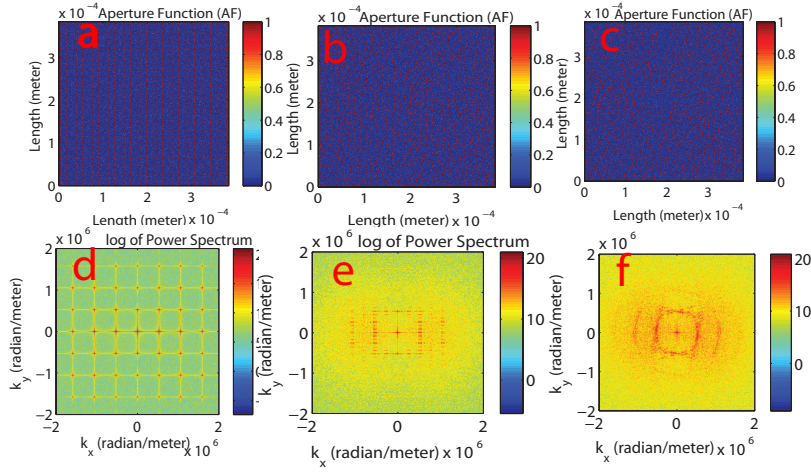 x 10⁻⁴ Aperture Function (AF)
a
Length (meter)
3
2
1
0
0 1 2 3
Length (meter) x 10⁻⁴
1
0.8
0.6
0.4
0.2
0
x 10⁻⁴ Aperture Function (AF)
b
Length (meter)
3
2
1
0
0 1 2 3
Length (meter) x 10⁻⁴
1
0.8
0.6
0.4
0.2
0
x 10⁻⁴ Aperture Function (AF)
c
Length (meter)
3
2
1
0
0 1 2 3
Length (meter) x 10⁻⁴
1
0.8
0.6
0.4
0.2
0
x 10⁶ log of Power Spectrum
d
k_y (radian/meter)
2
1
0
-1
-2
-2 0 2
k_x (radian/meter) x 10⁶
x 10⁶ log of Power Spectrum
e
k_y (radian/meter)
2
1
0
-1
-2
-2 0 2
k_x (radian/meter) x 10⁶
20
10
0
x 10⁶
f
k_y (radian/meter)
2
1
0
-1
-2
-2 0 2
k_x (radian/meter) x 10⁶
20
10
0